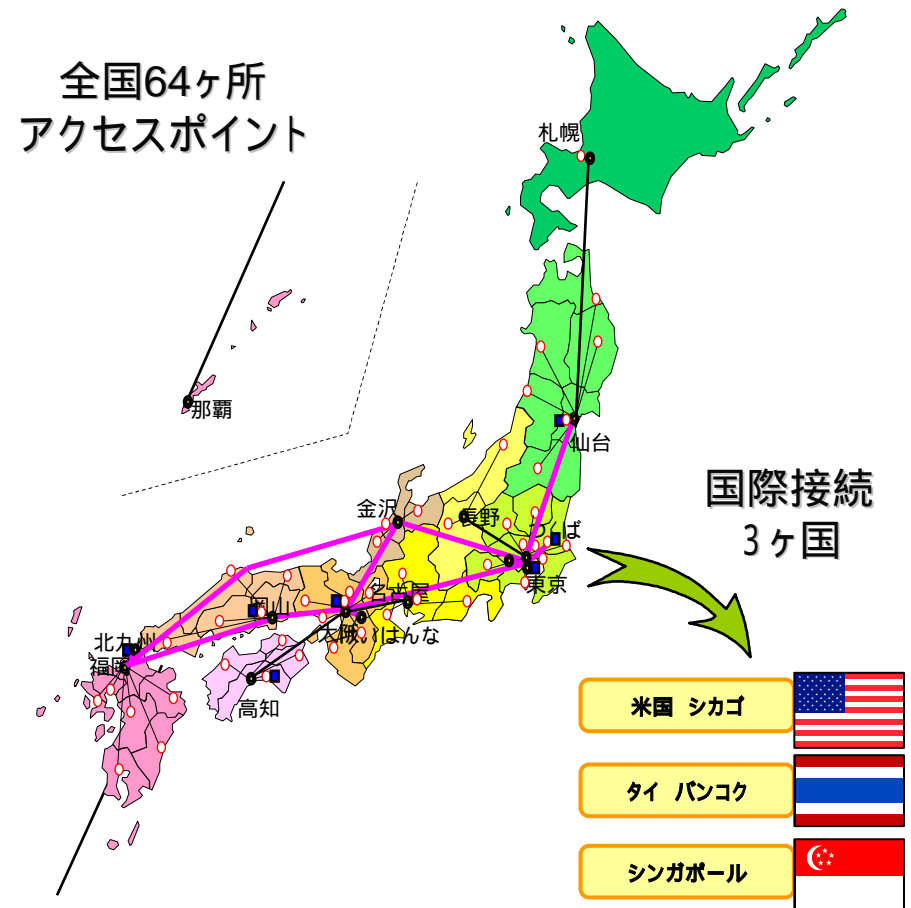 全国64ヶ所
アクセスポイント
札幌
那覇
仙台
国際接続
3ヶ国
金沢
長野
つくば
名古屋
東京
岡山
大阪
けいはんな
北九州
福岡
高知
米国 シカゴ
タイ バンコク
シンガポール